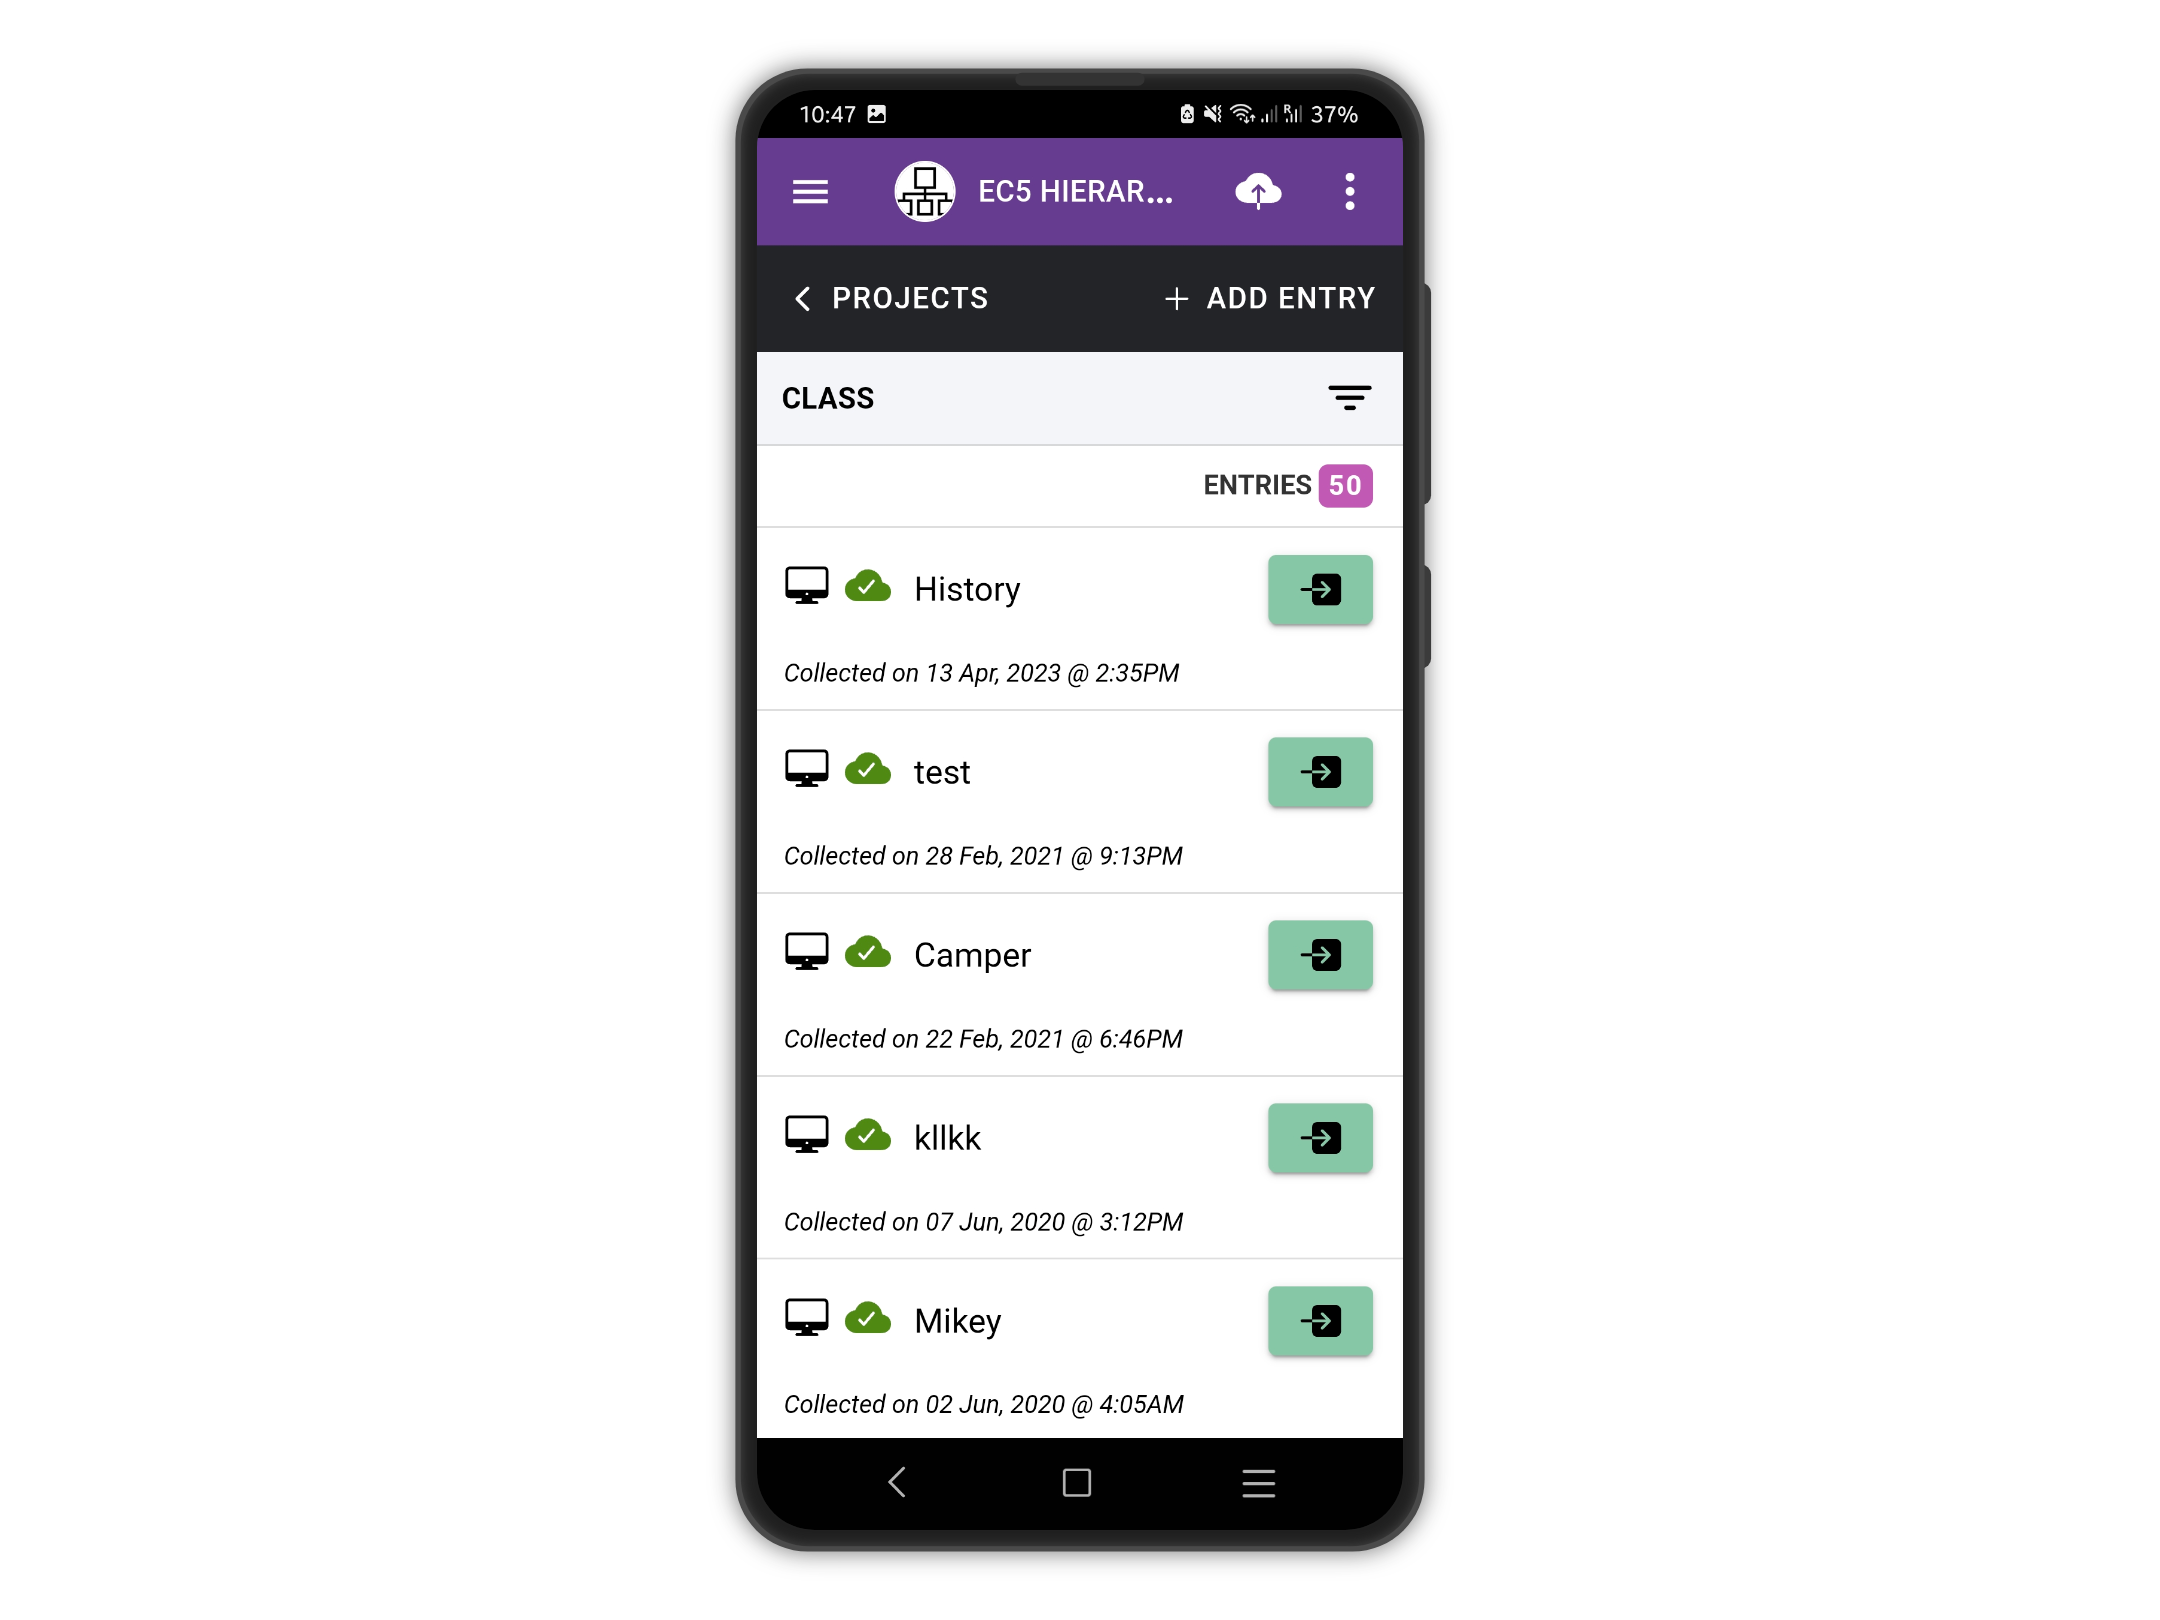 10:47 R 37%
EC5 HIERAR...
PROJECTS + ADD ENTRY
CLASS
ENTRIES 50
History
Collected on 13 Apr, 2023 @ 2:35PM
test
Collected on 28 Feb, 2021 @ 9:13PM
Camper
Collected on 22 Feb, 2021 @ 6:46PM
kllkk
Collected on 07 Jun, 2020 @ 3:12PM
Mikey
Collected on 02 Jun, 2020 @ 4:05AM